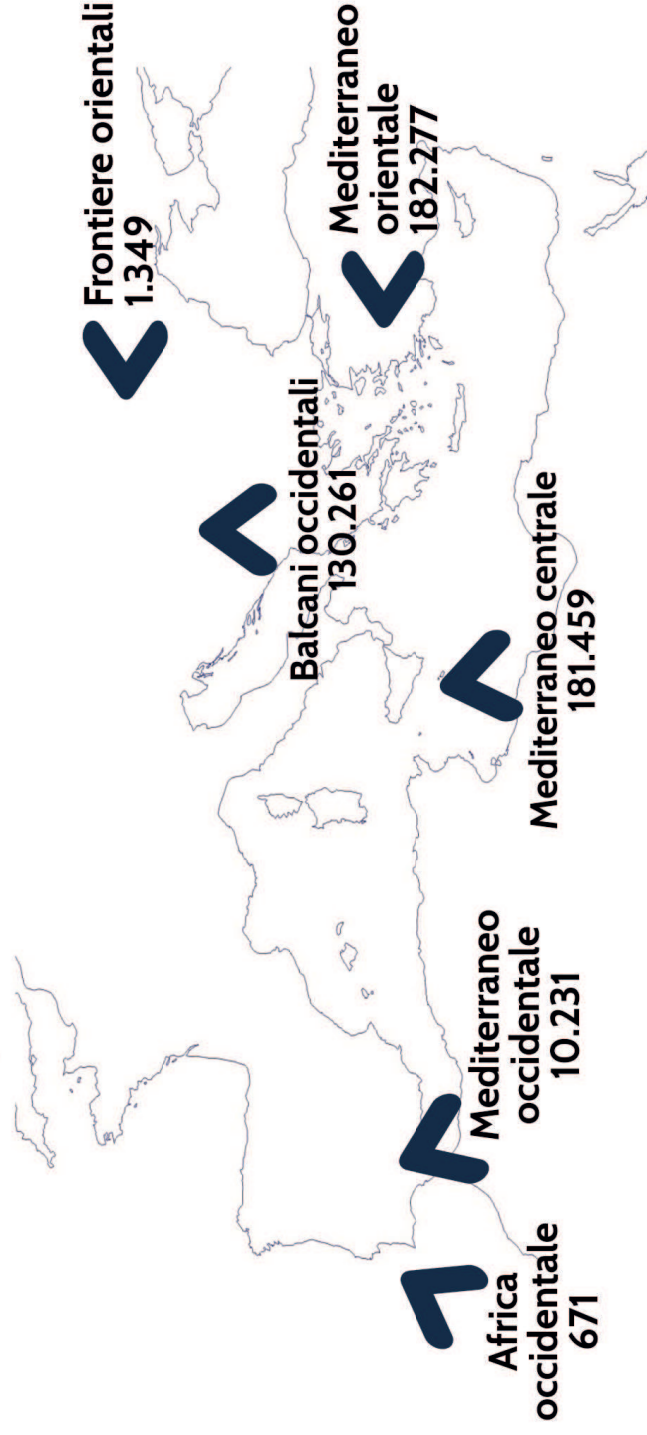 Frontiere orientali
1.349
Mediterraneo
orientale
182.277
Balcani occidentali
130.261
Mediterraneo centrale
181.459
Mediterraneo
occidentale
10.231
Africa
occidentale
671